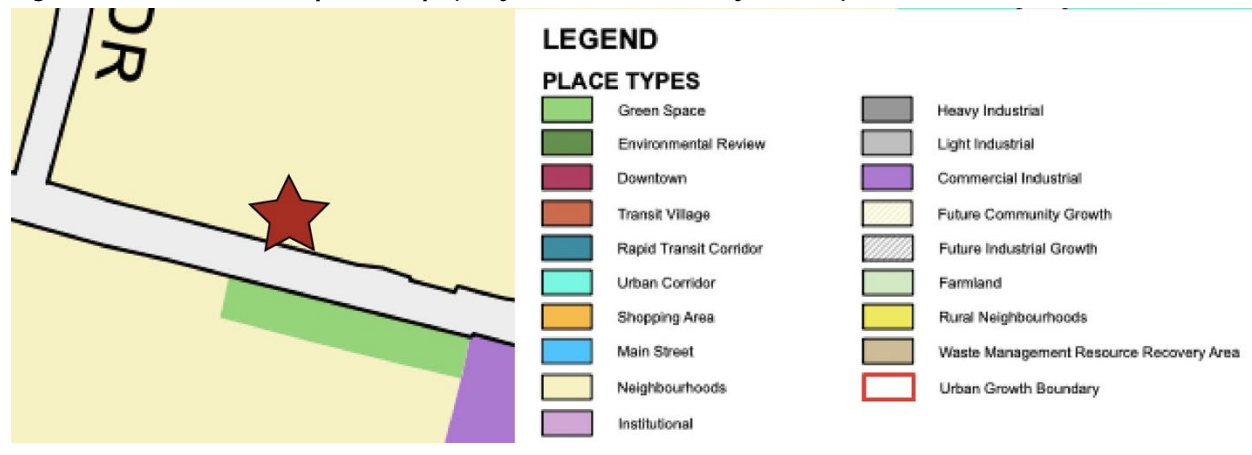 DR
LEGEND
PLACE TYPES
Green Space
Environmental Review
Downtown
Transit Village
Rapid Transit Corridor
Urban Corridor
Shopping Area
Main Street
Neighbourhoods
Institutional
Heavy Industrial
Light Industrial
Commercial Industrial
Future Community Growth
Future Industrial Growth
Farmland
Rural Neighbourhoods
Waste Management Resource Recovery Area
Urban Growth Boundary